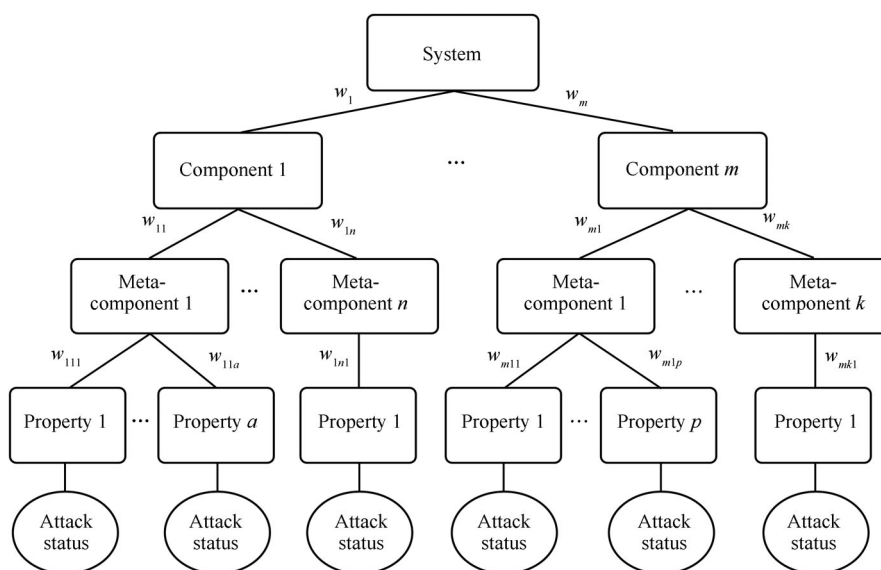 System
w1 wm
Component 1 ... Component m
w11 w1n wm1 wmk
Meta-
component 1 ... Meta-
component n Meta-
component 1 ... Meta-
component k
w111 w11a w1n1 wm11 wm1p wmk1
Property 1 ... Property a Property 1 Property 1 ... Property p Property 1
Attack
status Attack
status Attack
status Attack
status Attack
status Attack
status